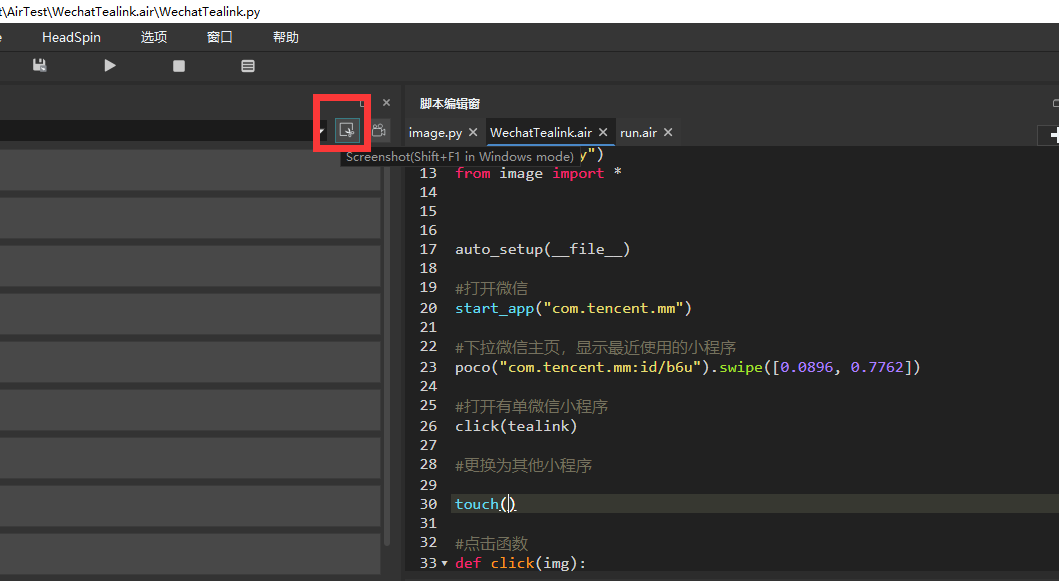 t\AirTest\WechatTealink.air\WechatTealink.py
HeadSpin 选项 窗口 帮助
脚本编辑窗
image.py WechatTealink.air run.air
Screenshot(Shift+F1 in Windows mode) y")
13 from image import *
14
15
16
17 auto_setup(__file__)
18
19 #打开微信
20 start_app("com.tencent.mm")
21
22 #下拉微信主页，显示最近使用的小程序
23 poco("com.tencent.mm:id/b6u").swipe([0.0896, 0.7762])
24
25 #打开有单微信小程序
26 click(tealink)
27
28 #更换为其他小程序
29
30 touch()
31
32 #点击函数
33 def click(img):